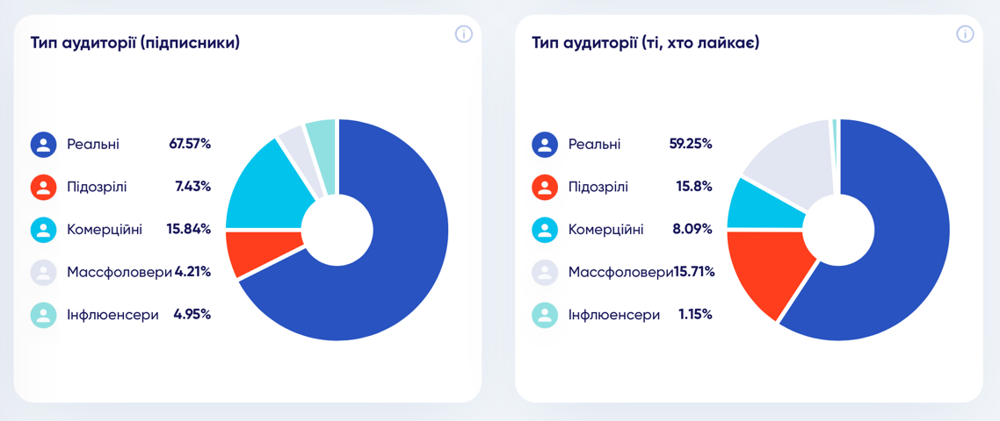 Тип аудиторії (підписники)
Реальні 67.57%
Підозрілі 7.43%
Комерційні 15.84%
Массфоловери 4.21%
Інфлюенсери 4.95%
Тип аудиторії (ті, хто лайкає)
Реальні 59.25%
Підозрілі 15.8%
Комерційні 8.09%
Массфоловери 15.71%
Інфлюенсери 1.15%